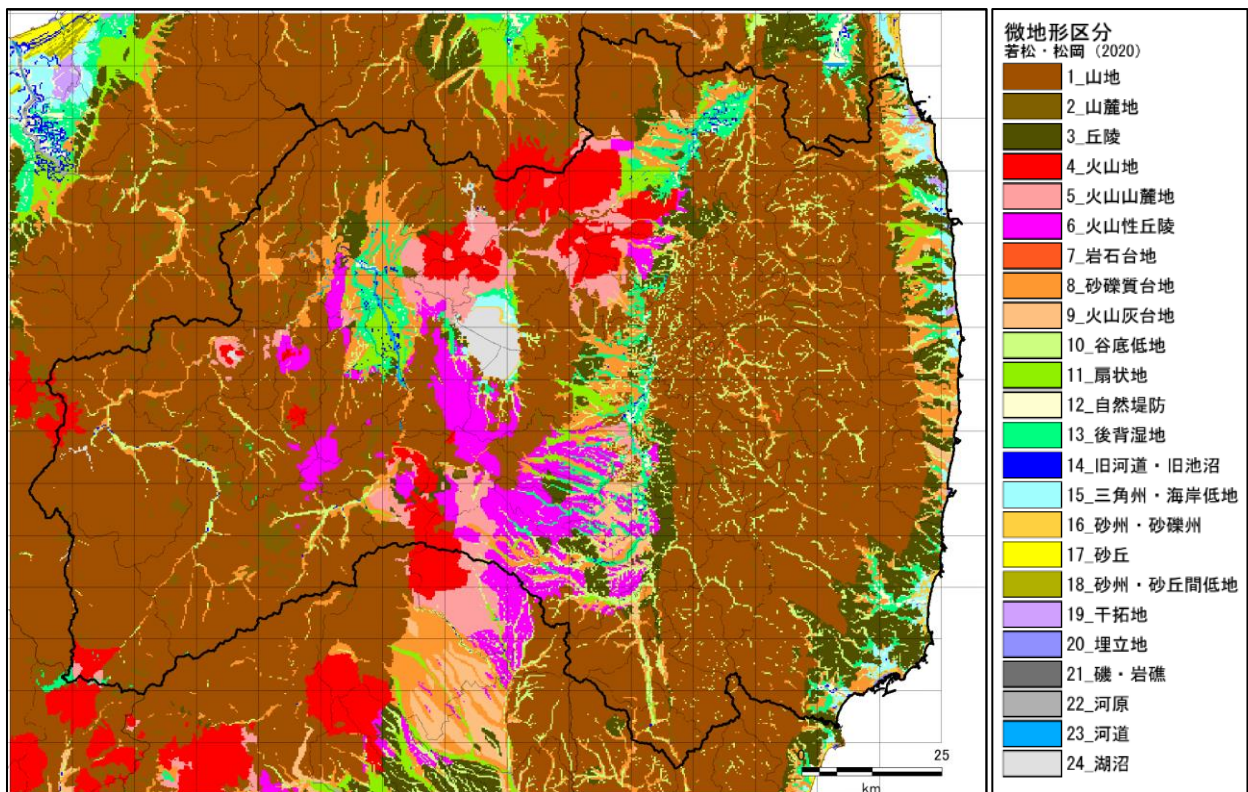 微地形区分
若松・松岡 (2020)
1_山地
2_山麓地
3_丘陵
4_火山地
5_火山山麓地
6_火山性丘陵
7_岩石台地
8_砂礫質台地
9_火山灰台地
10_谷底低地
11_扇状地
12_自然堤防
13_後背湿地
14_旧河道・旧池沼
15_三角州・海岸低地
16_砂州・砂礫州
17_砂丘
18_砂州・砂丘間低地
19_干拓地
20_埋立地
21_磯・岩礁
22_河原
23_河道
24_湖沼
0 25
km